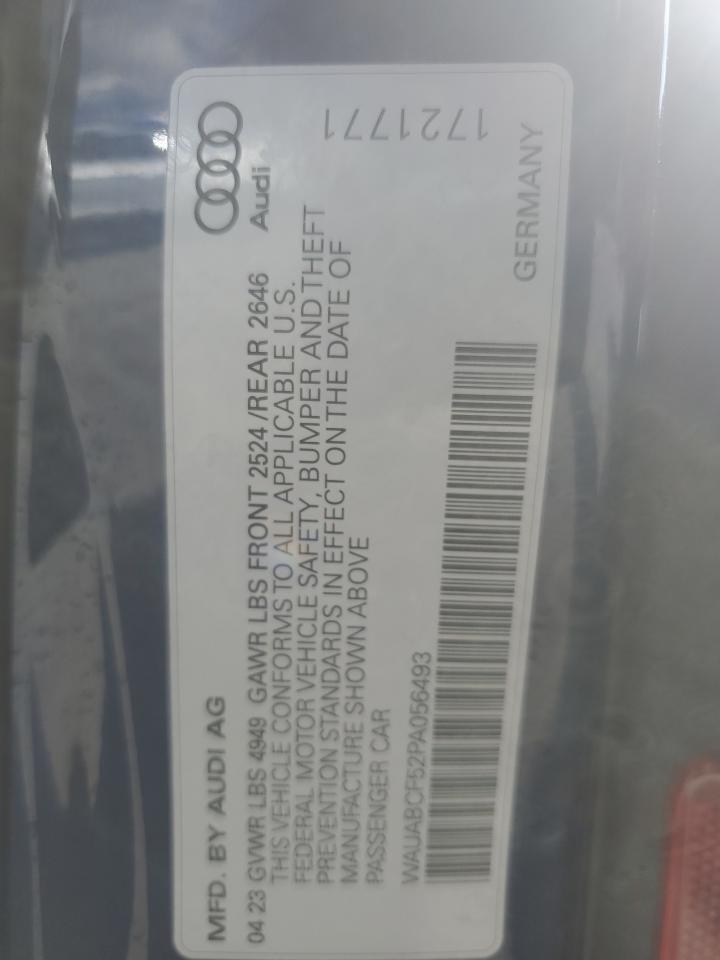 MFD. BY AUDI AG
Audi
04 23 GVWR LBS 4949 GAWR LBS FRONT 2524 /REAR 2646
THIS VEHICLE CONFORMS TO ALL APPLICABLE U.S.
FEDERAL MOTOR VEHICLE SAFETY, BUMPER AND THEFT
PREVENTION STANDARDS IN EFFECT ON THE DATE OF
MANUFACTURE SHOWN ABOVE
PASSENGER CAR
WAUABCF52PA056493
1721771
GERMANY